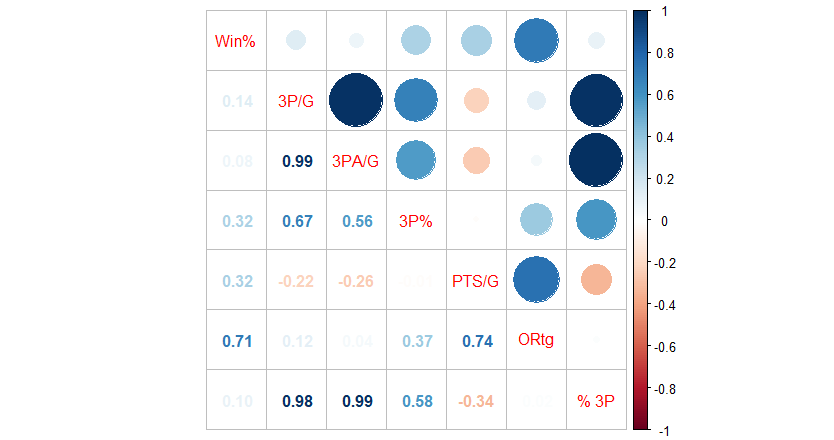 Win%
0.14 3P/G
0.08 0.99 3PA/G
0.32 0.67 0.56 3P%
0.32 -0.22 -0.26 PTS/G
0.71 0.12 0.04 0.37 0.74 ORtg
0.10 0.98 0.99 0.58 -0.34 % 3P
1
0.8
0.6
0.4
0.2
0
-0.2
-0.4
-0.6
-0.8
-1